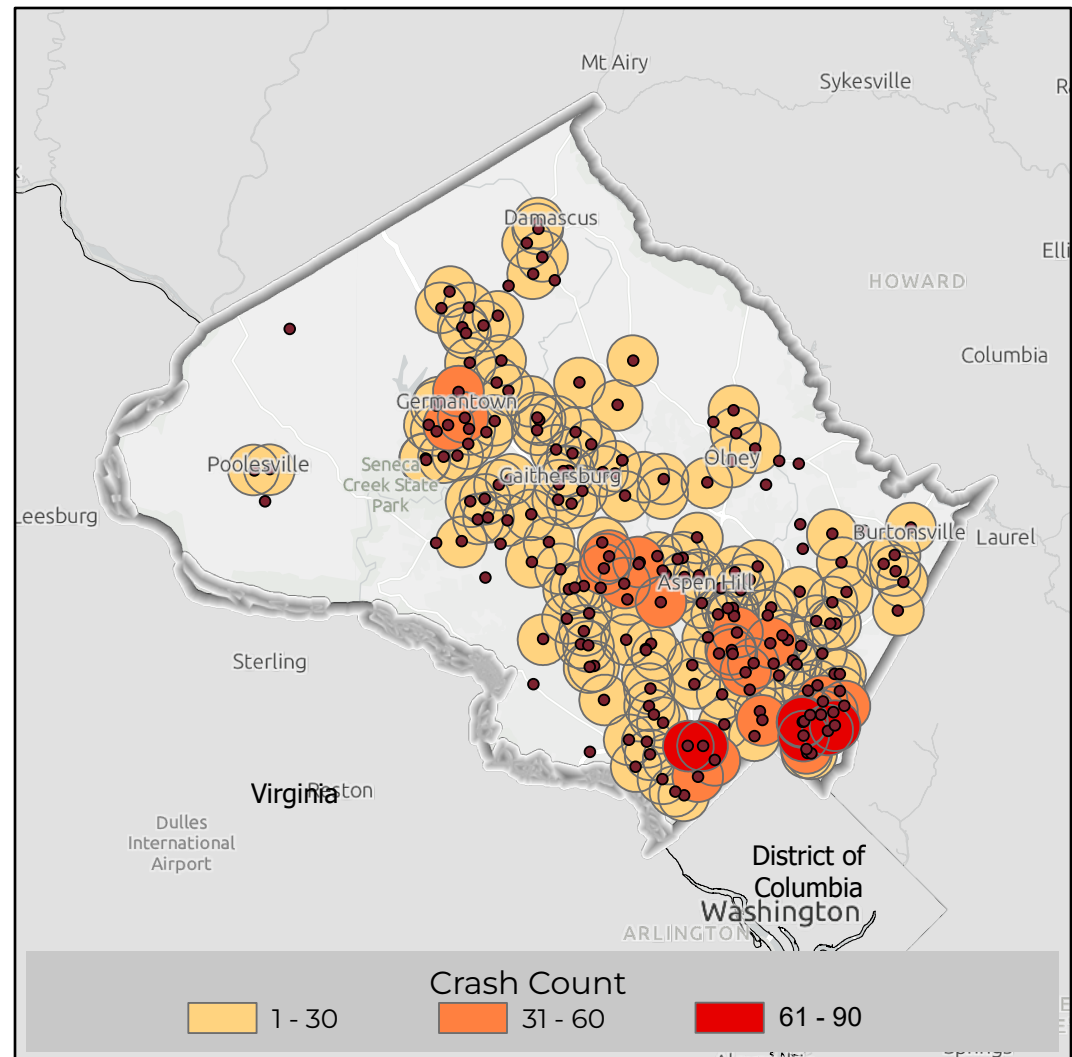 Mt Airy
Sykesville
Damascus
HOWARD
Columbia
Germantown
Poolesville
Seneca
Creek State
Park
Gaithersburg
Olney
Leesburg
Burtonsville
Laurel
Aspen Hill
Sterling
Virginia
Reston
Dulles
International
Airport
District of
Columbia
Washington
ARLINGTON
Crash Count
1 - 30
31 - 60
61 - 90